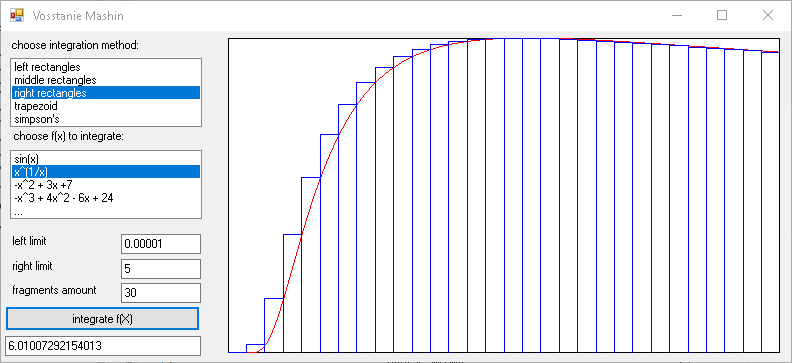 Vosstanie Mashin
choose integration method:
left rectangles
middle rectangles
right rectangles
trapezoid
simpson's
choose f(x) to integrate:
sin(x)
x^(1/x)
-x^2 + 3x +7
-x^3 + 4x^2 - 6x + 24
...
left limit 0.00001
right limit 5
fragments amount 30
integrate f(X)
6.01007292154013